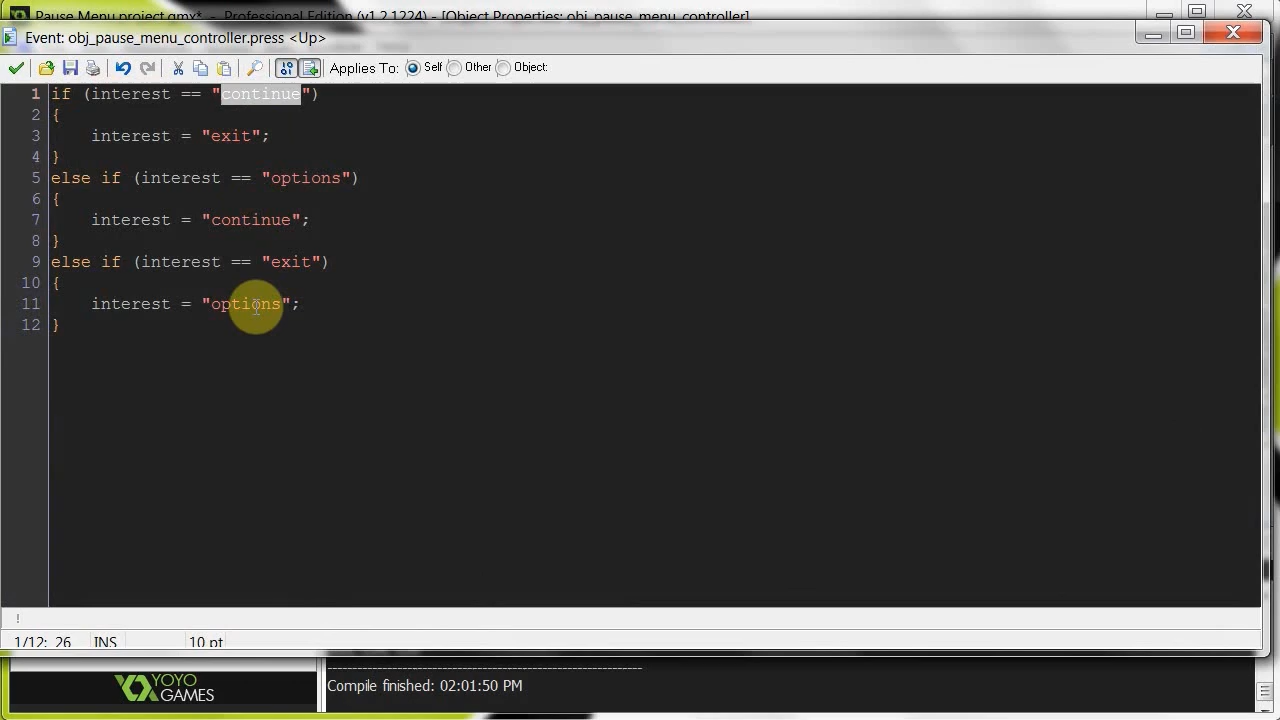 Pause Menu project.gmx* - Professional Edition (v1.2.1224) - [Object Properties: obj_pause_menu_controller]
Event: obj_pause_menu_controller.press <Up>
Applies To: Self Other Object:
1 if (interest == "continue")
2 {
3 interest = "exit";
4 }
5 else if (interest == "options")
6 {
7 interest = "continue";
8 }
9 else if (interest == "exit")
10 {
11 interest = "options";
12 }
!
1/12: 26 INS 10 pt
YOYO
GAMES
Compile finished: 02:01:50 PM